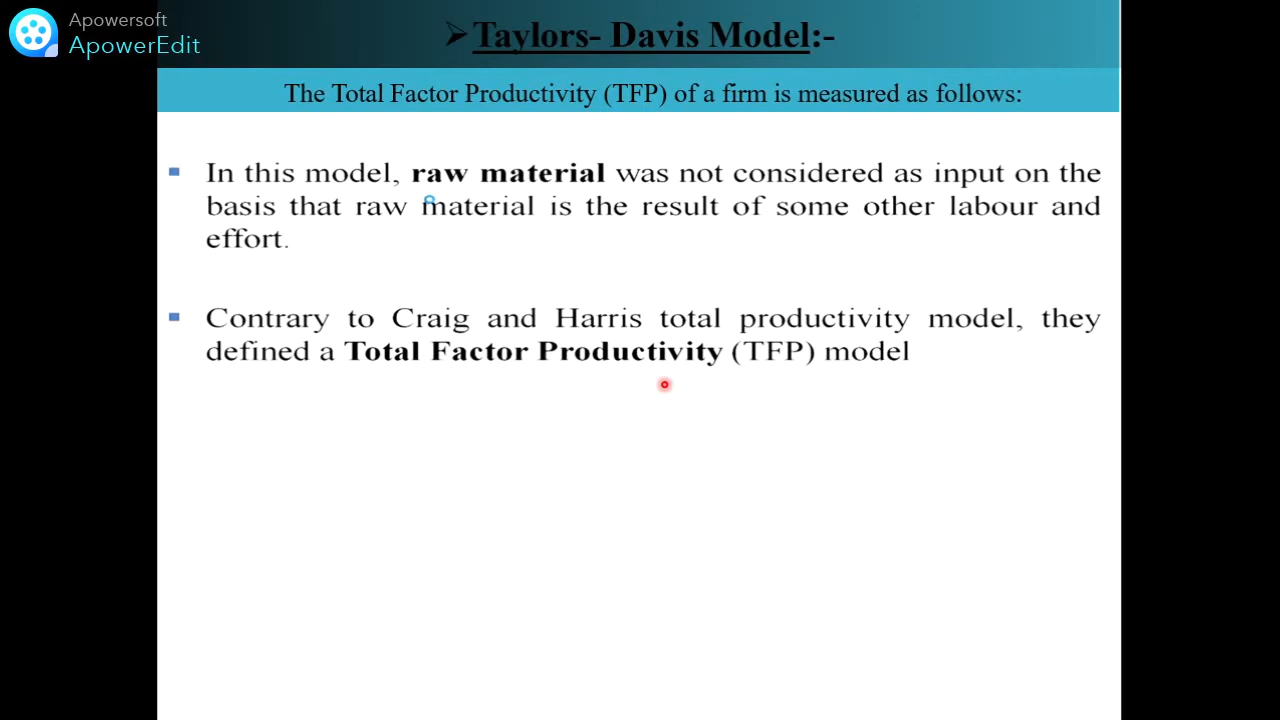 Apowersoft
ApowerEdit
➢Taylors- Davis Model:-
The Total Factor Productivity (TFP) of a firm is measured as follows:
▪ In this model, raw material was not considered as input on the
basis that raw material is the result of some other labour and
effort.
▪ Contrary to Craig and Harris total productivity model, they
defined a Total Factor Productivity (TFP) model